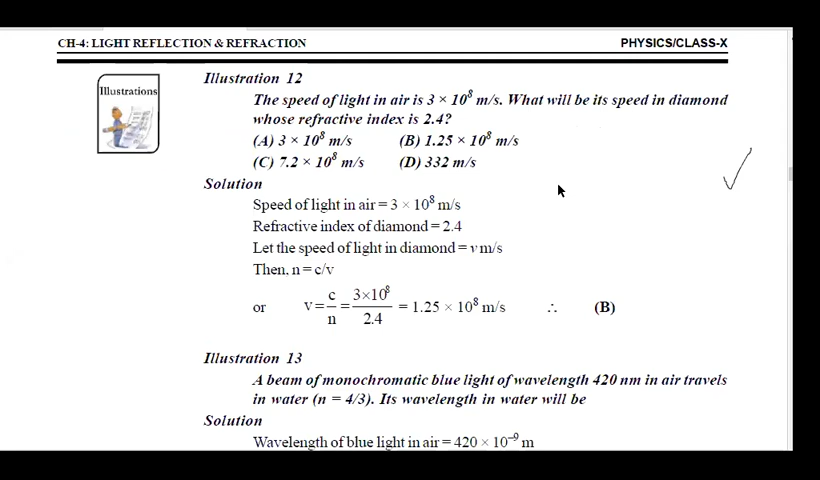 CH-4: LIGHT REFLECTION & REFRACTION
PHYSICS/CLASS-X
Illustrations
Illustration 12
The speed of light in air is 3 × 10⁸ m/s. What will be its speed in diamond
whose refractive index is 2.4?
(A) 3 × 10⁸ m/s (B) 1.25 × 10⁸ m/s
(C) 7.2 × 10⁸ m/s (D) 332 m/s
Solution
Speed of light in air = 3 × 10⁸ m/s
Refractive index of diamond = 2.4
Let the speed of light in diamond = v m/s
Then, n = c/v
or v = c/n = 3×10⁸/2.4 = 1.25 × 10⁸ m/s ∴ (B)
Illustration 13
A beam of monochromatic blue light of wavelength 420 nm in air travels
in water (n = 4/3). Its wavelength in water will be
Solution
Wavelength of blue light in air = 420 × 10⁻⁹ m